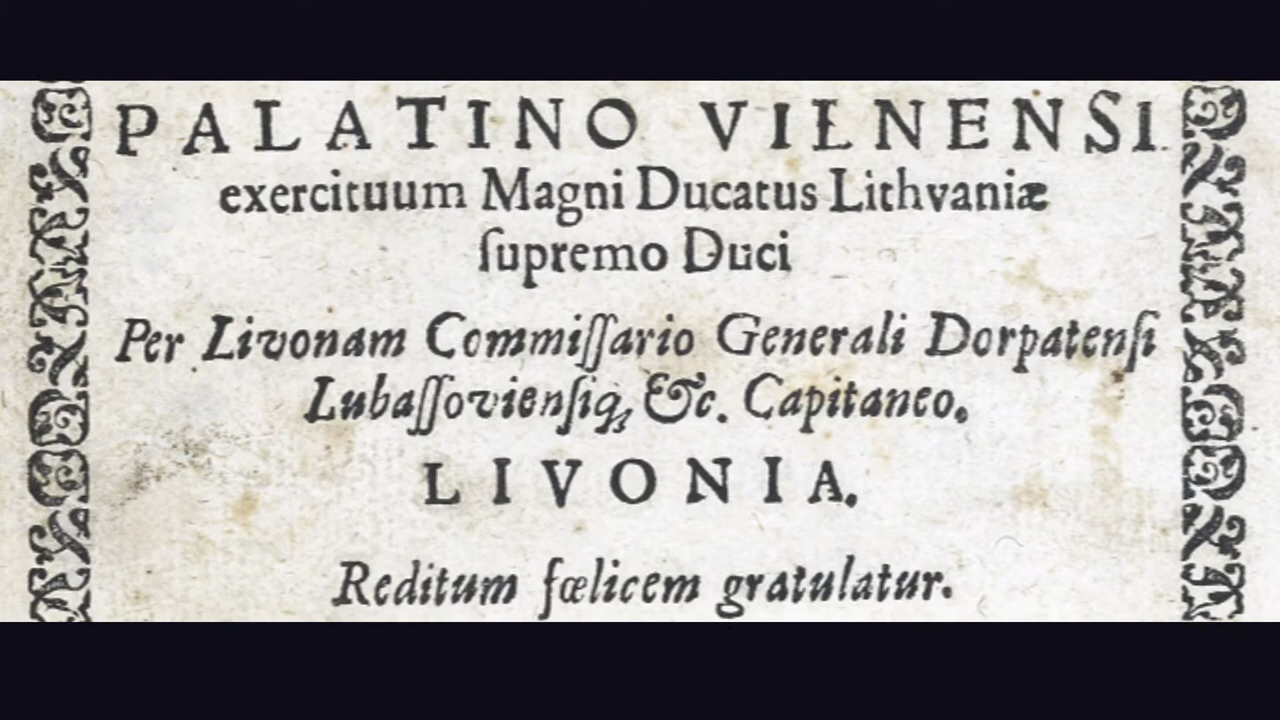 PALATINO VILNENSI.
exercituum Magni Ducatus Lithvaniæ
ſupremo Duci
Per Livonam Commiſſario Generali Dorpatenſi
Lubaſſovienſiq; &c. Capitaneo.
LIVONIA.
Reditum fœlicem gratulatur.